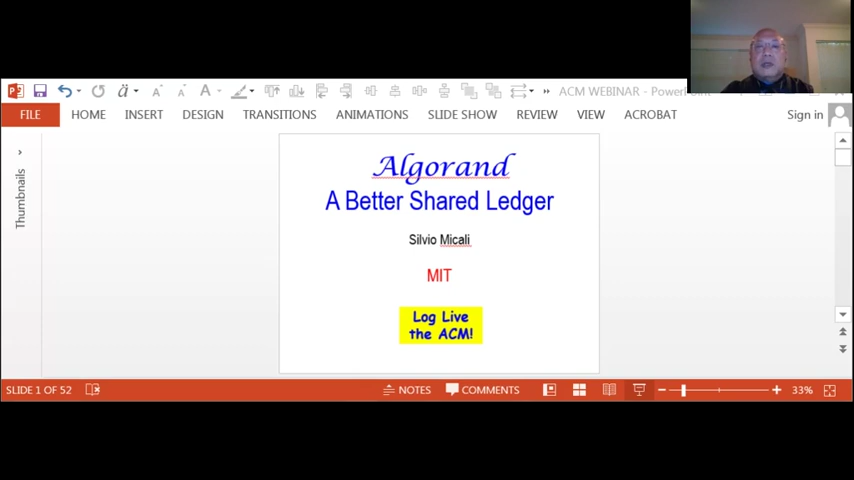 ACM WEBINAR - PowerPoint
FILE HOME INSERT DESIGN TRANSITIONS ANIMATIONS SLIDE SHOW REVIEW VIEW ACROBAT Sign in
Thumbnails
Algorand
A Better Shared Ledger
Silvio Micali
MIT
Log Live
the ACM!
SLIDE 1 OF 52 NOTES COMMENTS 33%